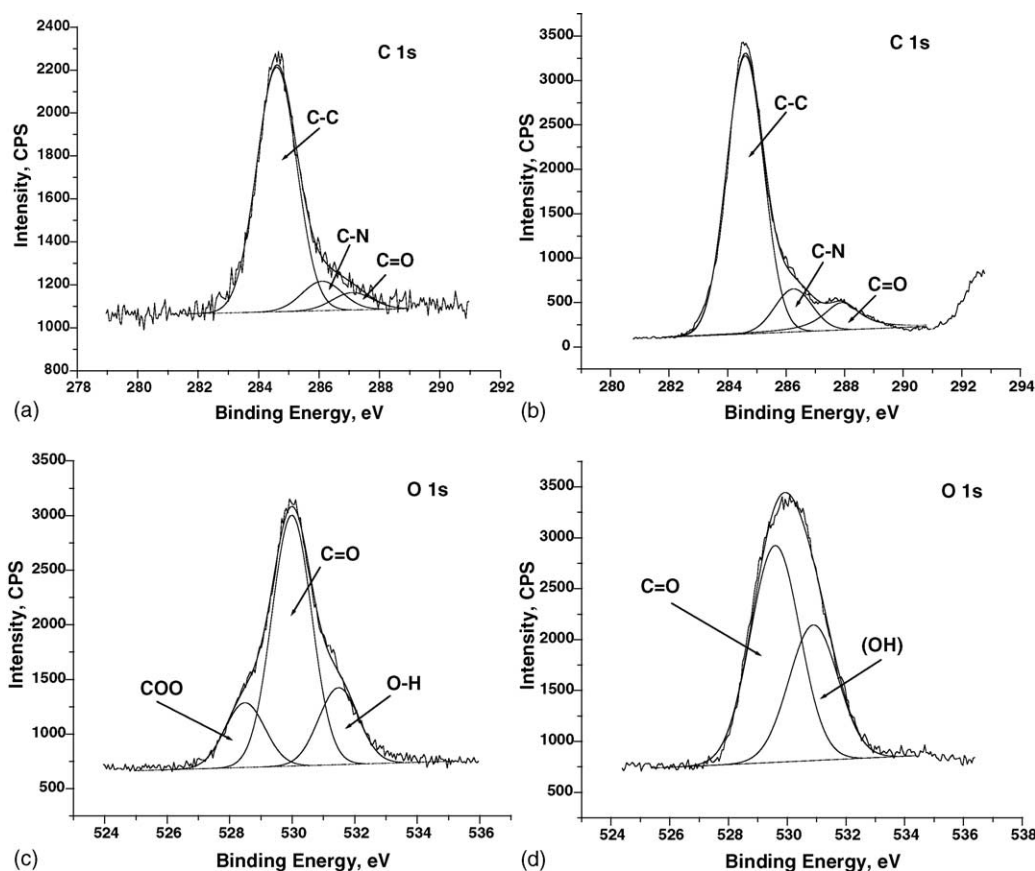 C 1s
2400
2200
2000
1800
1600
1400
1200
1000
800
Intensity, CPS
C-C
C-N
C=O
278 280 282 284 286 288 290 292
Binding Energy, eV
(a)
C 1s
3500
3000
2500
2000
1500
1000
500
0
Intensity, CPS
C-C
C-N
C=O
280 282 284 286 288 290 292 294
Binding Energy, eV
(b)
O 1s
3500
3000
2500
2000
1500
1000
500
Intensity, CPS
C=O
COO
O-H
524 526 528 530 532 534 536
Binding Energy, eV
(c)
O 1s
3500
3000
2500
2000
1500
1000
500
Intensity, CPS
C=O
(OH)
524 526 528 530 532 534 536 538
Binding Energy, eV
(d)